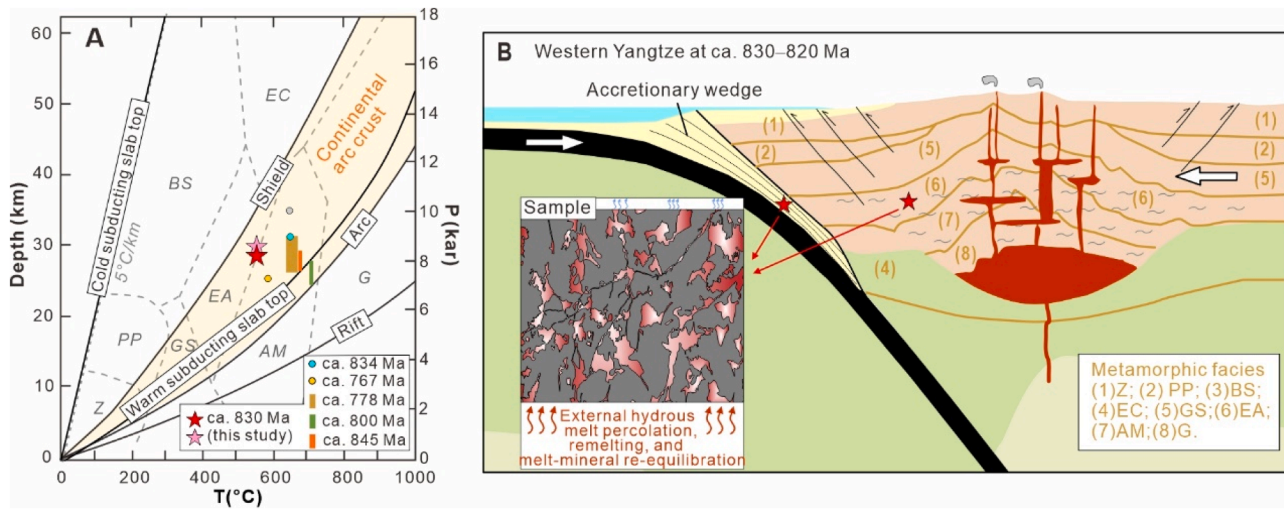 A
60
50
40
30
20
10
0
Depth (km)
18
16
14
12
10
8
6
4
2
0
P (kar)
0
200
400
600
800
1000
T(°C)
Cold subducting slab top
5°C/km
Shield
Continental
arc crust
Arc
Warm subducting slab top
Rift
EC
BS
EA
PP
GS
AM
G
Z
ca. 830 Ma
(this study)
ca. 834 Ma
ca. 767 Ma
ca. 778 Ma
ca. 800 Ma
ca. 845 Ma
B
Western Yangtze at ca. 830–820 Ma
Accretionary wedge
(1)
(2)
(5)
(6)
(7)
(8)
(4)
(6)
(1)
(2)
(5)
Sample
External hydrous
melt percolation,
remelting, and
melt-mineral re-equilibration
Metamorphic facies
(1)Z; (2) PP; (3)BS;
(4)EC; (5)GS;(6)EA;
(7)AM;(8)G.